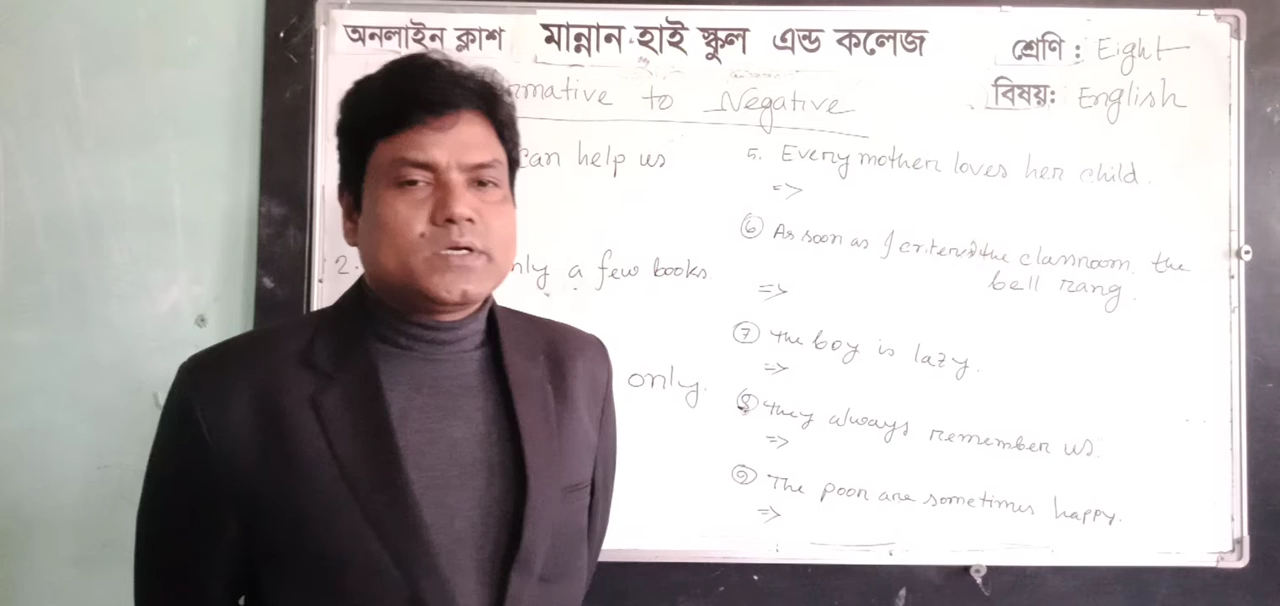 অনলাইন ক্লাশ মান্নান হাই স্কুল এন্ড কলেজ শ্রেণি : Eight
rmative to Negative বিষয়: English
can help us
2. nly a few books
only.
5. Every mother loves her child.
=>
6 As soon as I entered the classroom, the
bell rang.
=>
7 The boy is lazy.
=>
8 They always remember us.
=>
9 The poor are sometimes happy.
=>